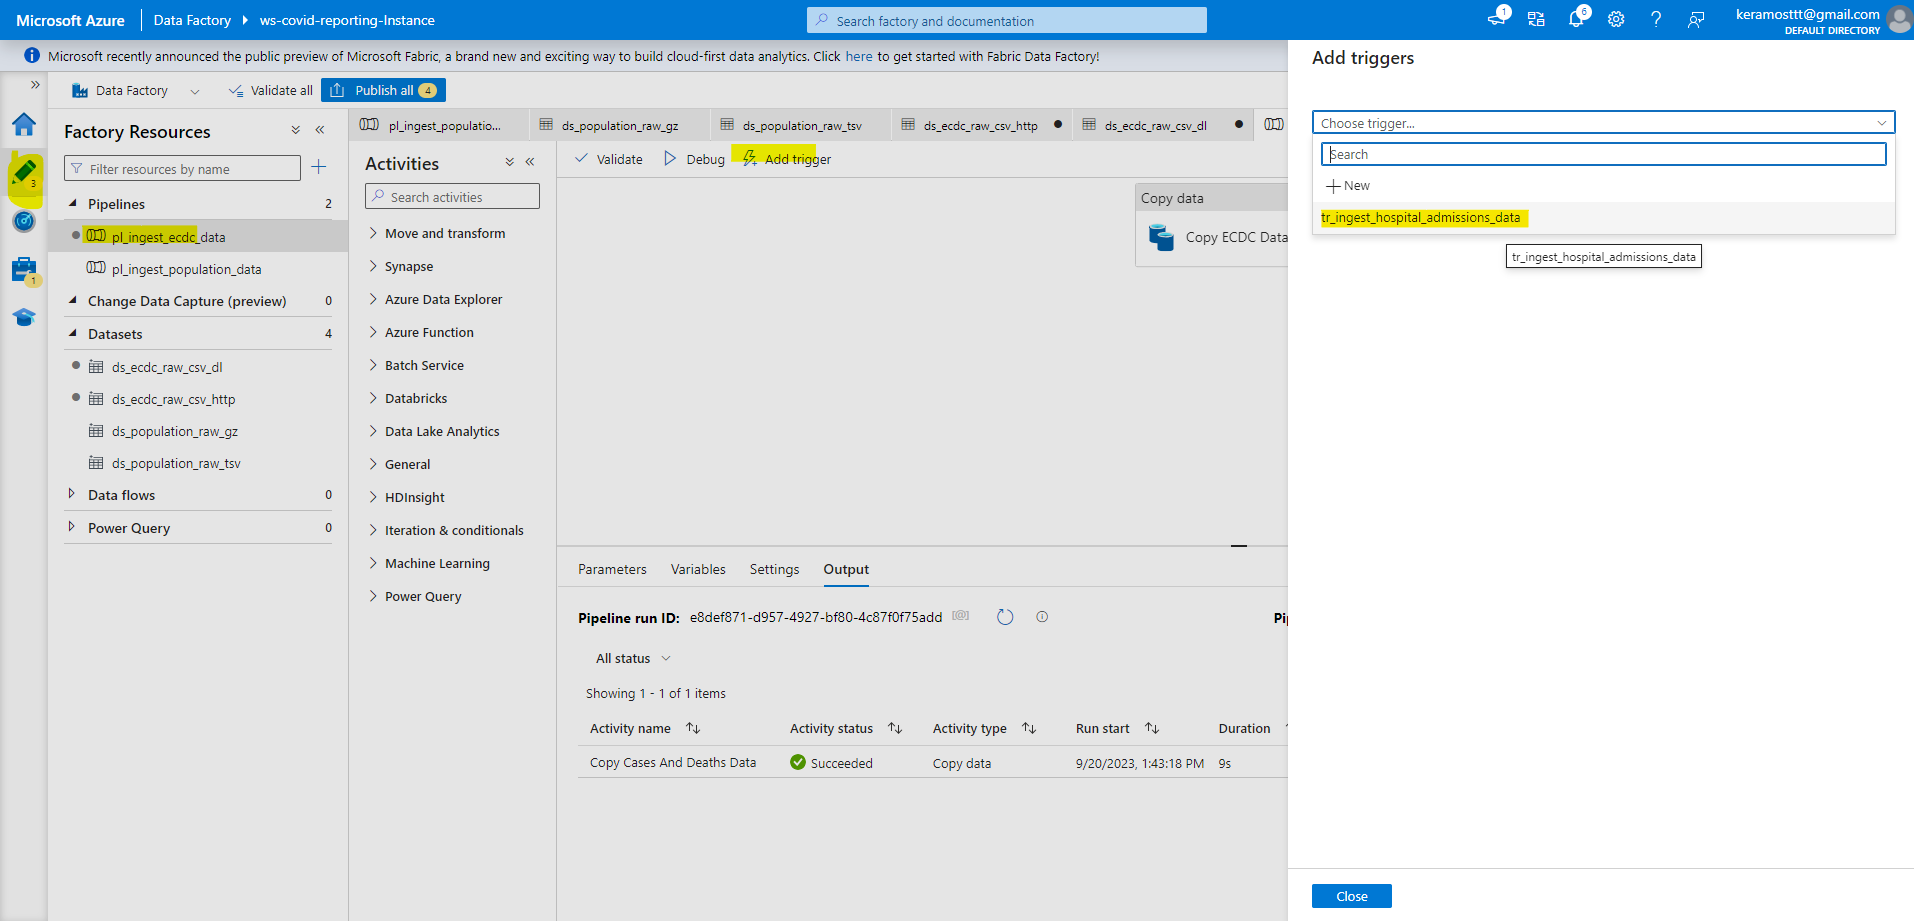 Microsoft Azure
Data Factory
ws-covid-reporting-Instance
Search factory and documentation
1
6
keramosttt@gmail.com
DEFAULT DIRECTORY
Microsoft recently announced the public preview of Microsoft Fabric, a brand new and exciting way to build cloud-first data analytics. Click here to get started with Fabric Data Factory!
Data Factory
Validate all
Publish all 4
3
1
Factory Resources
Filter resources by name
Pipelines 2
pl_ingest_ecdc_data
pl_ingest_population_data
Change Data Capture (preview) 0
Datasets 4
ds_ecdc_raw_csv_dl
ds_ecdc_raw_csv_http
ds_population_raw_gz
ds_population_raw_tsv
Data flows 0
Power Query 0
pl_ingest_populatio...
ds_population_raw_gz
ds_population_raw_tsv
ds_ecdc_raw_csv_http
ds_ecdc_raw_csv_dl
Activities
Search activities
Move and transform
Synapse
Azure Data Explorer
Azure Function
Batch Service
Databricks
Data Lake Analytics
General
HDInsight
Iteration & conditionals
Machine Learning
Power Query
Validate
Debug
Add trigger
Copy data
Copy ECDC Data
Parameters
Variables
Settings
Output
Pipeline run ID: e8def871-d957-4927-bf80-4c87f0f75add
Pi
All status
Showing 1 - 1 of 1 items
Activity name Activity status Activity type Run start Duration
Copy Cases And Deaths Data Succeeded Copy data 9/20/2023, 1:43:18 PM 9s
Add triggers
Choose trigger...
Search
New
tr_ingest_hospital_admissions_data
tr_ingest_hospital_admissions_data
Close